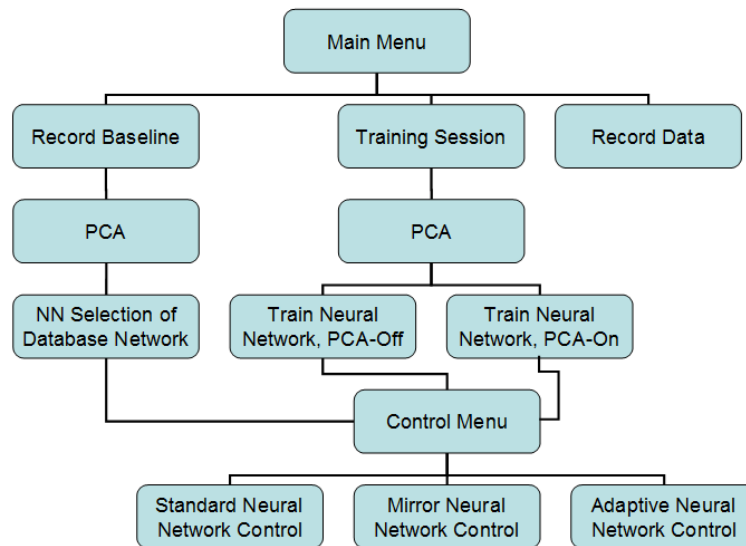 Main Menu
Record Baseline
Training Session
Record Data
PCA
PCA
NN Selection of
Database Network
Train Neural
Network, PCA-Off
Train Neural
Network, PCA-On
Control Menu
Standard Neural
Network Control
Mirror Neural
Network Control
Adaptive Neural
Network Control